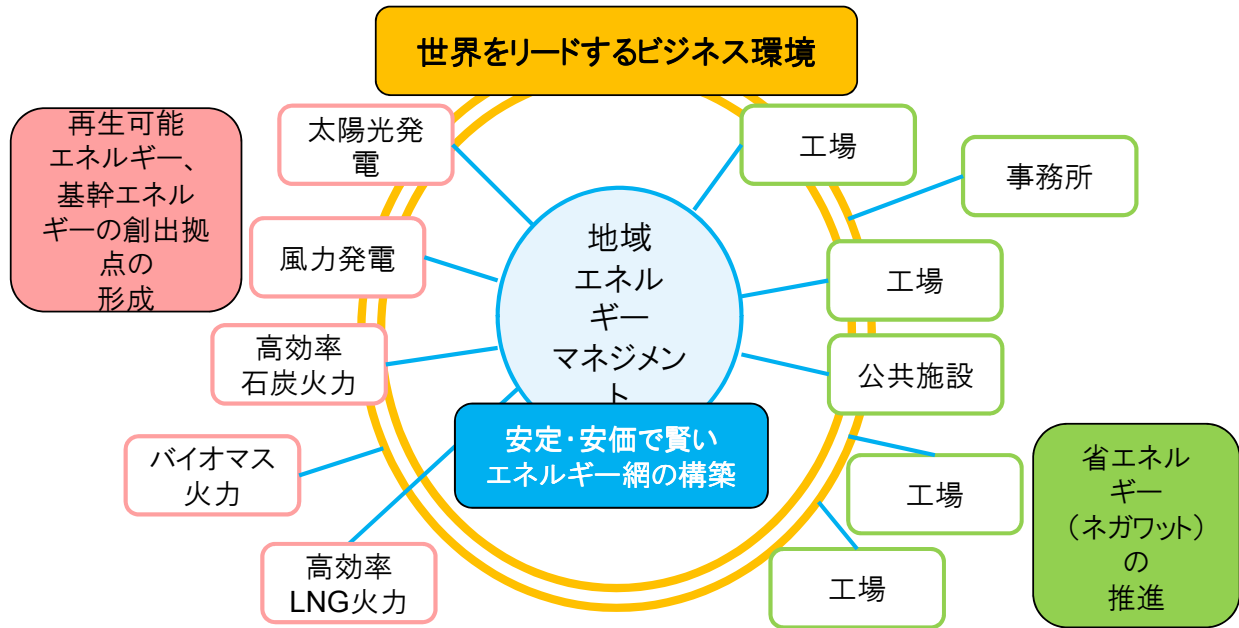 世界をリードするビジネス環境
再生可能
エネルギー、
基幹エネル
ギーの創出拠
点の
形成
太陽光発
電
風力発電
高効率
石炭火力
バイオマス
火力
高効率
LNG火力
地域
エネル
ギー
マネジメン
ト
安定・安価で賢い
エネルギー網の構築
工場
事務所
工場
公共施設
工場
工場
省エネル
ギー
（ネガワット）
の
推進